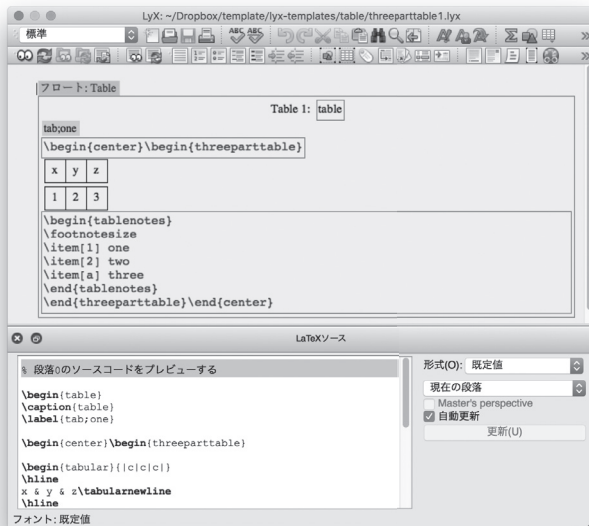 LyX: ~/Dropbox/template/lyx-templates/table/threeparttable1.lyx
標準
フロート: Table
Table 1: table
tab;one
\begin{center}\begin{threeparttable}
x y z
1 2 3
\begin{tablenotes}
\footnotesize
\item[1] one
\item[2] two
\item[a] three
\end{tablenotes}
\end{threeparttable}\end{center}
LaTeXソース
% 段落0のソースコードをプレビューする
\begin{table}
\caption{table}
\label{tab;one}
\begin{center}\begin{threeparttable}
\begin{tabular}{|c|c|c|}
\hline
x & y & z\tabularnewline
\hline
形式(O): 既定値
現在の段落
Master's perspective
自動更新
更新(U)
フォント: 既定値